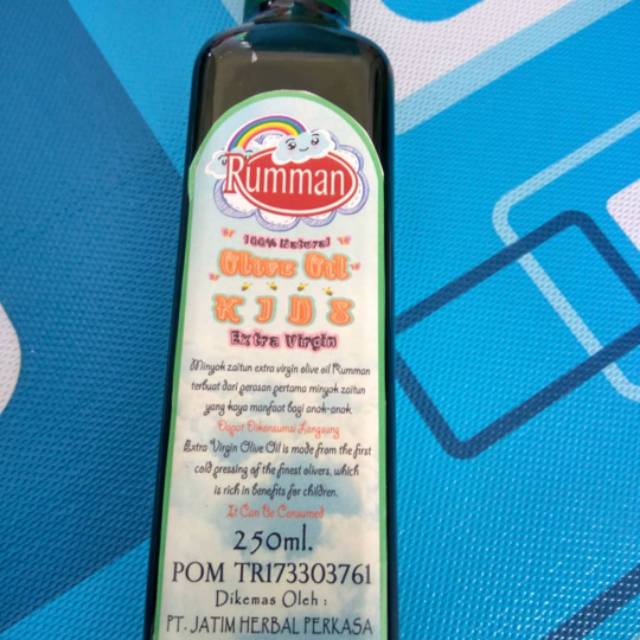 Rumman
100% Natural
Olive Oil
KIDS
Extra Virgin
Minyak zaitun extra virgin olive oil Rumman
terbuat dari perasan pertama minyak zaitun
yang kaya manfaat bagi anak-anak.
Dapat Dikonsumsi Langsung
Extra Virgin Olive Oil is made from the first
cold pressing of the finest olivers, which
is rich in benefits for children.
It Can Be Consumed
250ml.
POM TR173303761
Dikemas Oleh :
PT. JATIM HERBAL PERKASA